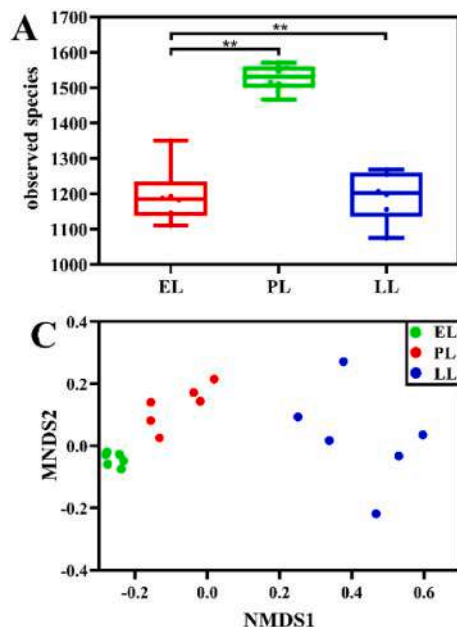 A
**
**
observed species
1700
1600
1500
1400
1300
1200
1100
1000
EL PL LL
C
EL
PL
LL
MNDS2
0.4
0.2
0.0
-0.2
-0.4
-0.2 0.0 0.2 0.4 0.6
NMDS1